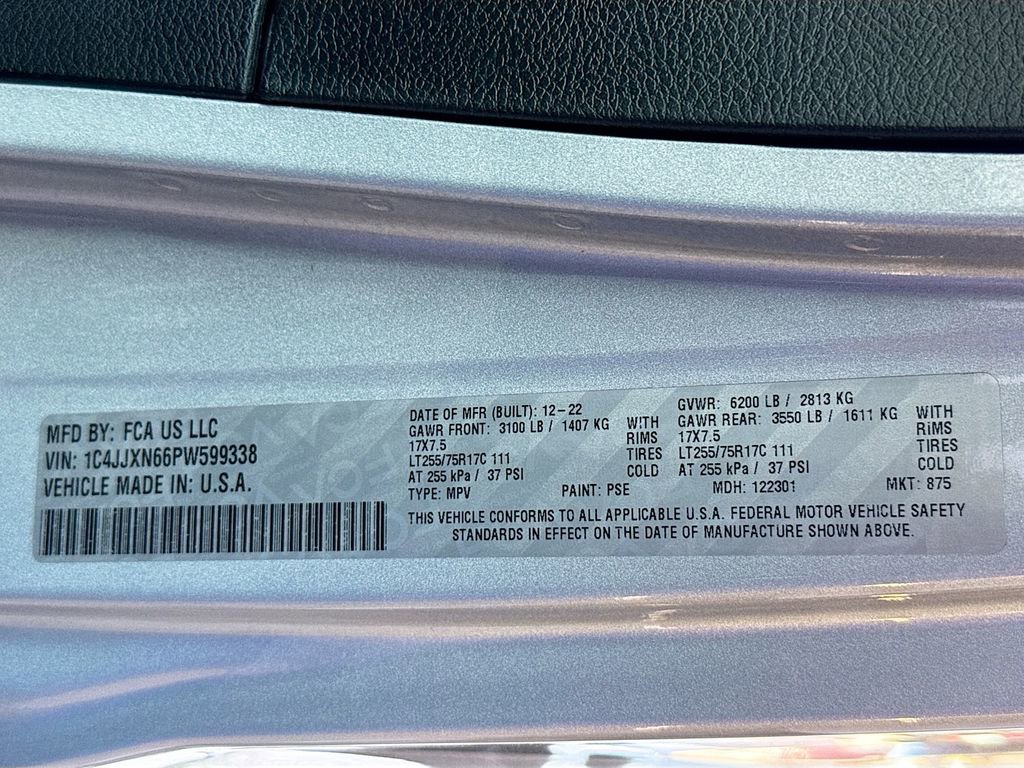 MFD BY: FCA US LLC
VIN: 1C4JJXN66PW599338
VEHICLE MADE IN: U.S.A.
DATE OF MFR (BUILT): 12-22
GAWR FRONT: 3100 LB / 1407 KG
17X7.5
LT255/75R17C 111
AT 255 kPa / 37 PSI
WITH
RIMS
TIRES
COLD
GVWR: 6200 LB / 2813 KG
GAWR REAR: 3550 LB / 1611 KG
17X7.5
LT255/75R17C 111
AT 255 kPa / 37 PSI
WITH
RIMS
TIRES
COLD
TYPE: MPV PAINT: PSE MDH: 122301 MKT: 875
THIS VEHICLE CONFORMS TO ALL APPLICABLE U.S.A. FEDERAL MOTOR VEHICLE SAFETY
STANDARDS IN EFFECT ON THE DATE OF MANUFACTURE SHOWN ABOVE.